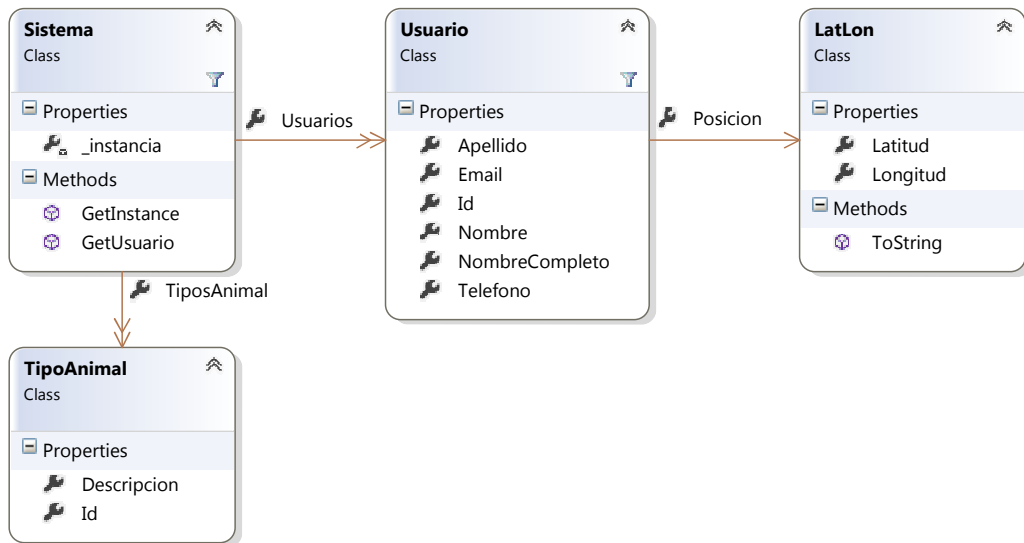 Sistema
Class
Properties
_instancia
Methods
GetInstance
GetUsuario
Usuarios
Usuario
Class
Properties
Apellido
Email
Id
Nombre
NombreCompleto
Telefono
Posicion
LatLon
Class
Properties
Latitud
Longitud
Methods
ToString
TiposAnimal
TipoAnimal
Class
Properties
Descripcion
Id